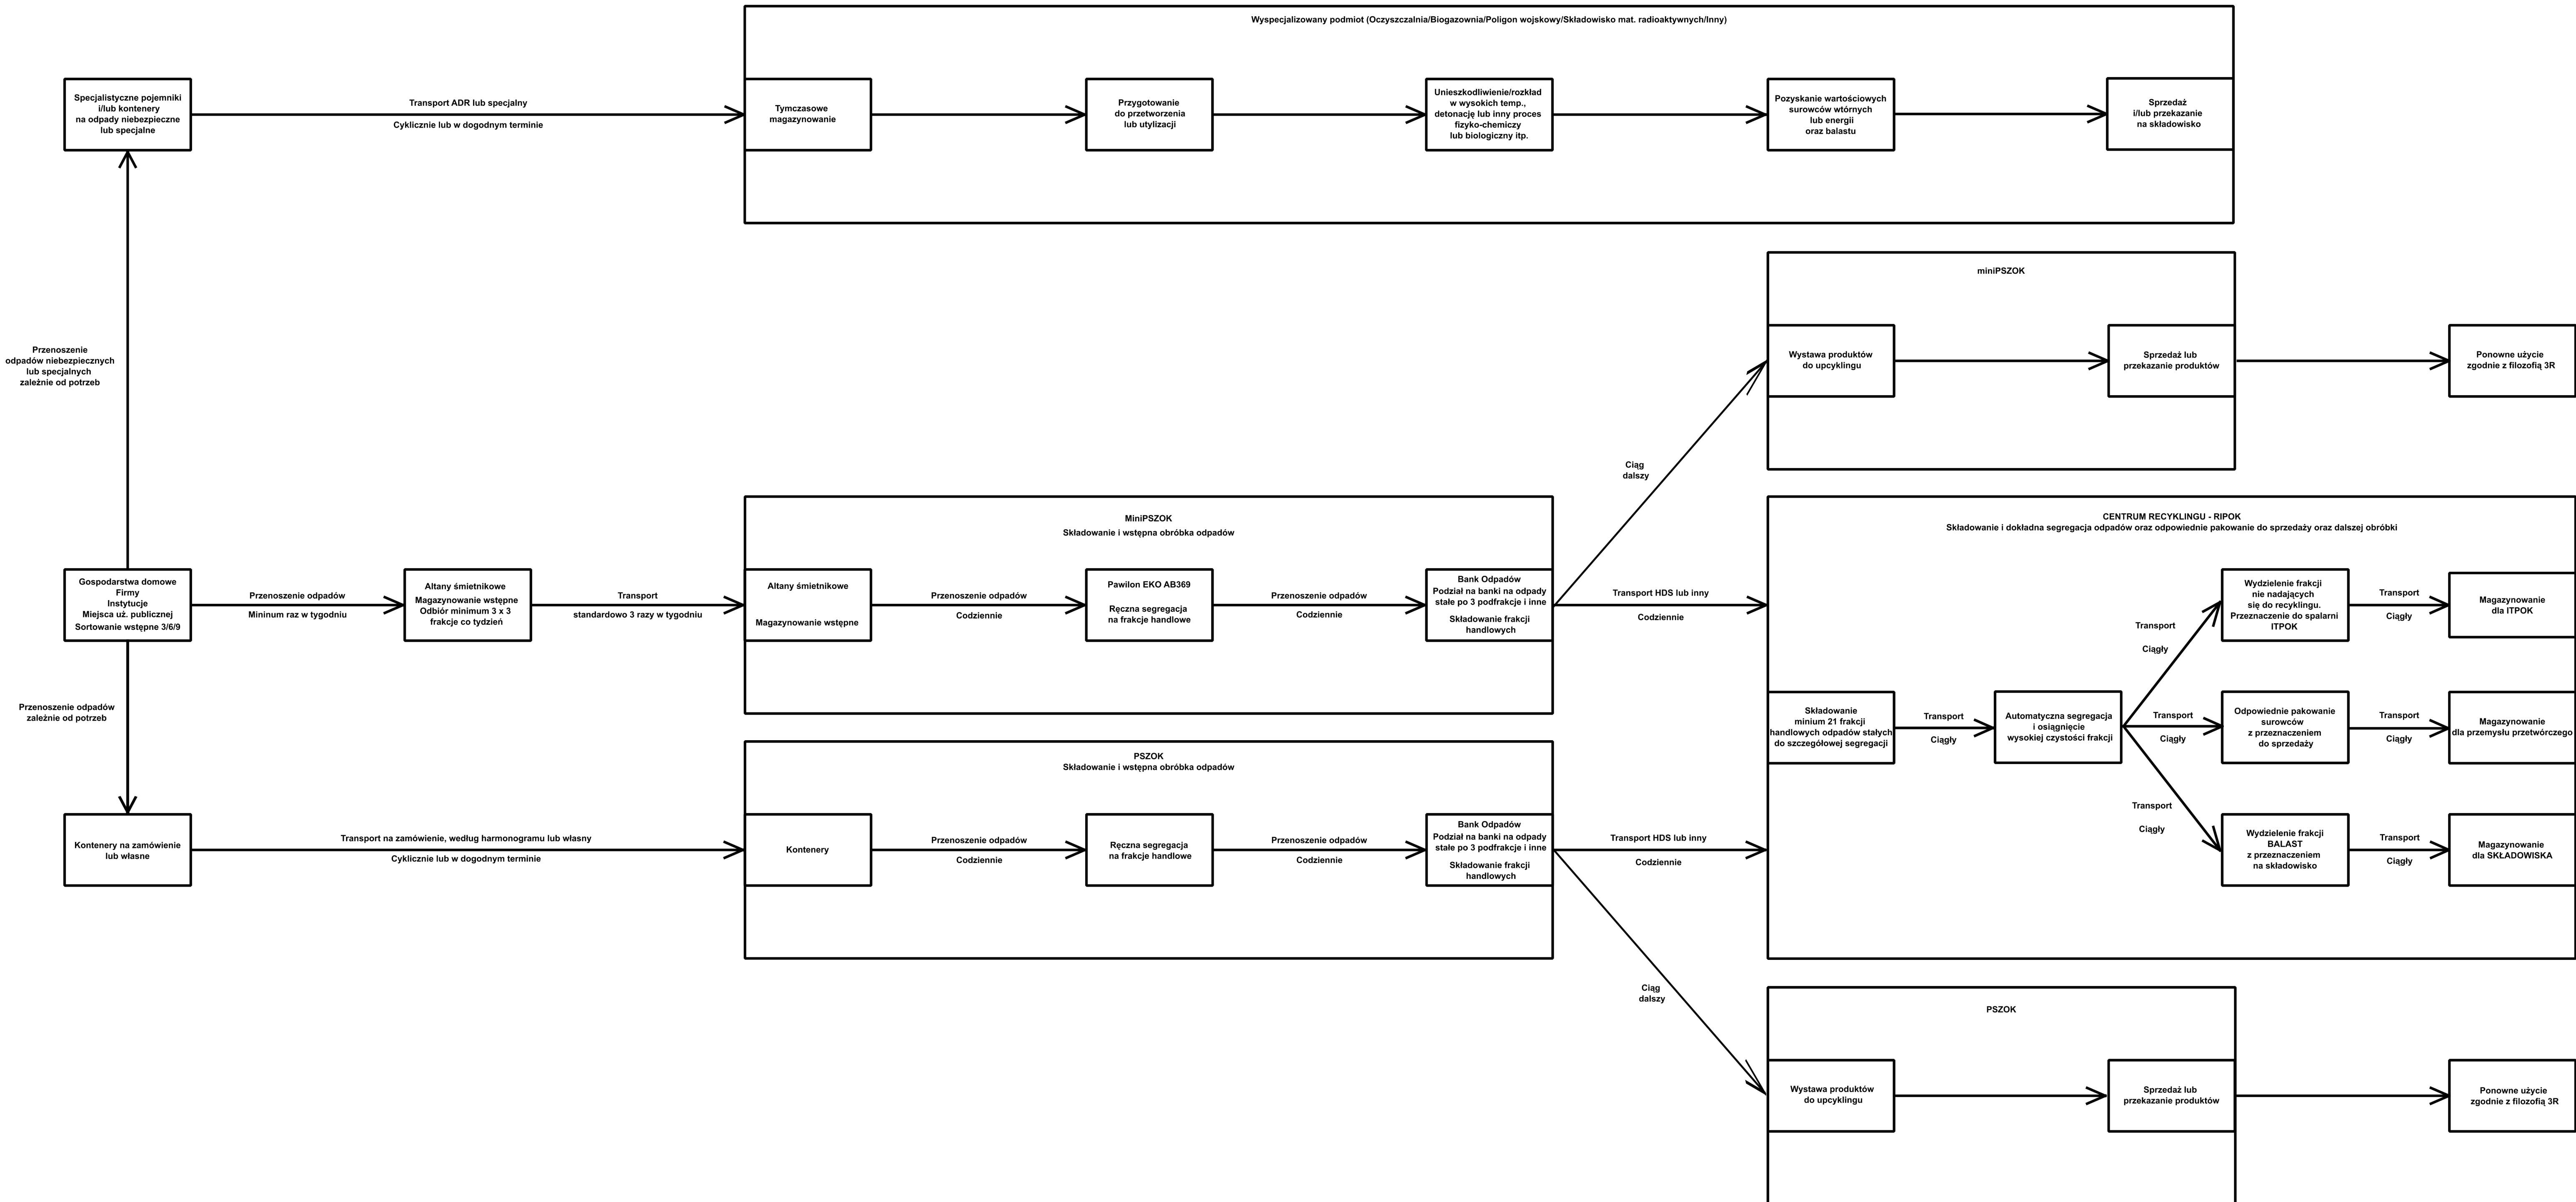 Wyspecjalizowany podmiot (Oczyszczalnia/Biogazownia/Poligon wojskowy/Składowisko mat. radioaktywnych/Inny)
Specjalistyczne pojemniki
i/lub kontenery
na odpady niebezpieczne
lub specjalne
Transport ADR lub specjalny
Cyklicznie lub w dogodnym terminie
Tymczasowe
magazynowanie
Przygotowanie
do przetworzenia
lub utylizacji
Unieszkodliwienie/rozkład
w wysokich temp.,
detonację lub inny proces
fizyko-chemiczy
lub biologiczny itp.
Pozyskanie wartościowych
surowców wtórnych
lub energii
oraz balastu
Sprzedaż
i/lub przekazanie
na składowisko
Przenoszenie
odpadów niebezpiecznych
lub specjalnych
zależnie od potrzeb
miniPSZOK
Wystawa produktów
do upcyklingu
Sprzedaż lub
przekazanie produktów
Ponowne użycie
zgodnie z filozofią 3R
Ciąg
dalszy
Gospodarstwa domowe
Firmy
Instytucje
Miejsca uż. publicznej
Sortowanie wstępne 3/6/9
Przenoszenie odpadów
Mininum raz w tygodniu
Altany śmietnikowe
Magazynowanie wstępne
Odbiór minimum 3 x 3
frakcje co tydzień
Transport
standardowo 3 razy w tygodniu
MiniPSZOK
Składowanie i wstępna obróbka odpadów
Altany śmietnikowe
Magazynowanie wstępne
Przenoszenie odpadów
Codziennie
Pawilon EKO AB369
Ręczna segregacja
na frakcje handlowe
Przenoszenie odpadów
Codziennie
Bank Odpadów
Podział na banki na odpady
stałe po 3 podfrakcje i inne
Składowanie frakcji
handlowych
Transport HDS lub inny
Codziennie
CENTRUM RECYKLINGU - RIPOK
Składowanie i dokładna segregacja odpadów oraz odpowiednie pakowanie do sprzedaży oraz dalszej obróbki
Składowanie
minium 21 frakcji
handlowych odpadów stałych
do szczegółowej segregacji
Transport
Ciągły
Automatyczna segregacja
i osiągnięcie
wysokiej czystości frakcji
Transport
Ciągły
Wydzielenie frakcji
nie nadających
się do recyklingu.
Przeznaczenie do spalarni
ITPOK
Transport
Ciągły
Magazynowanie
dla ITPOK
Transport
Ciągły
Odpowiednie pakowanie
surowców
z przeznaczeniem
do sprzedaży
Transport
Ciągły
Magazynowanie
dla przemysłu przetwórczego
Transport
Ciągły
Wydzielenie frakcji
BALAST
z przeznaczeniem
na składowisko
Transport
Ciągły
Magazynowanie
dla SKŁADOWISKA
Przenoszenie odpadów
zależnie od potrzeb
Kontenery na zamówienie
lub własne
Transport na zamówienie, według harmonogramu lub własny
Cyklicznie lub w dogodnym terminie
PSZOK
Składowanie i wstępna obróbka odpadów
Kontenery
Przenoszenie odpadów
Codziennie
Ręczna segregacja
na frakcje handlowe
Przenoszenie odpadów
Codziennie
Bank Odpadów
Podział na banki na odpady
stałe po 3 podfrakcje i inne
Składowanie frakcji
handlowych
Transport HDS lub inny
Codziennie
Ciąg
dalszy
PSZOK
Wystawa produktów
do upcyklingu
Sprzedaż lub
przekazanie produktów
Ponowne użycie
zgodnie z filozofią 3R